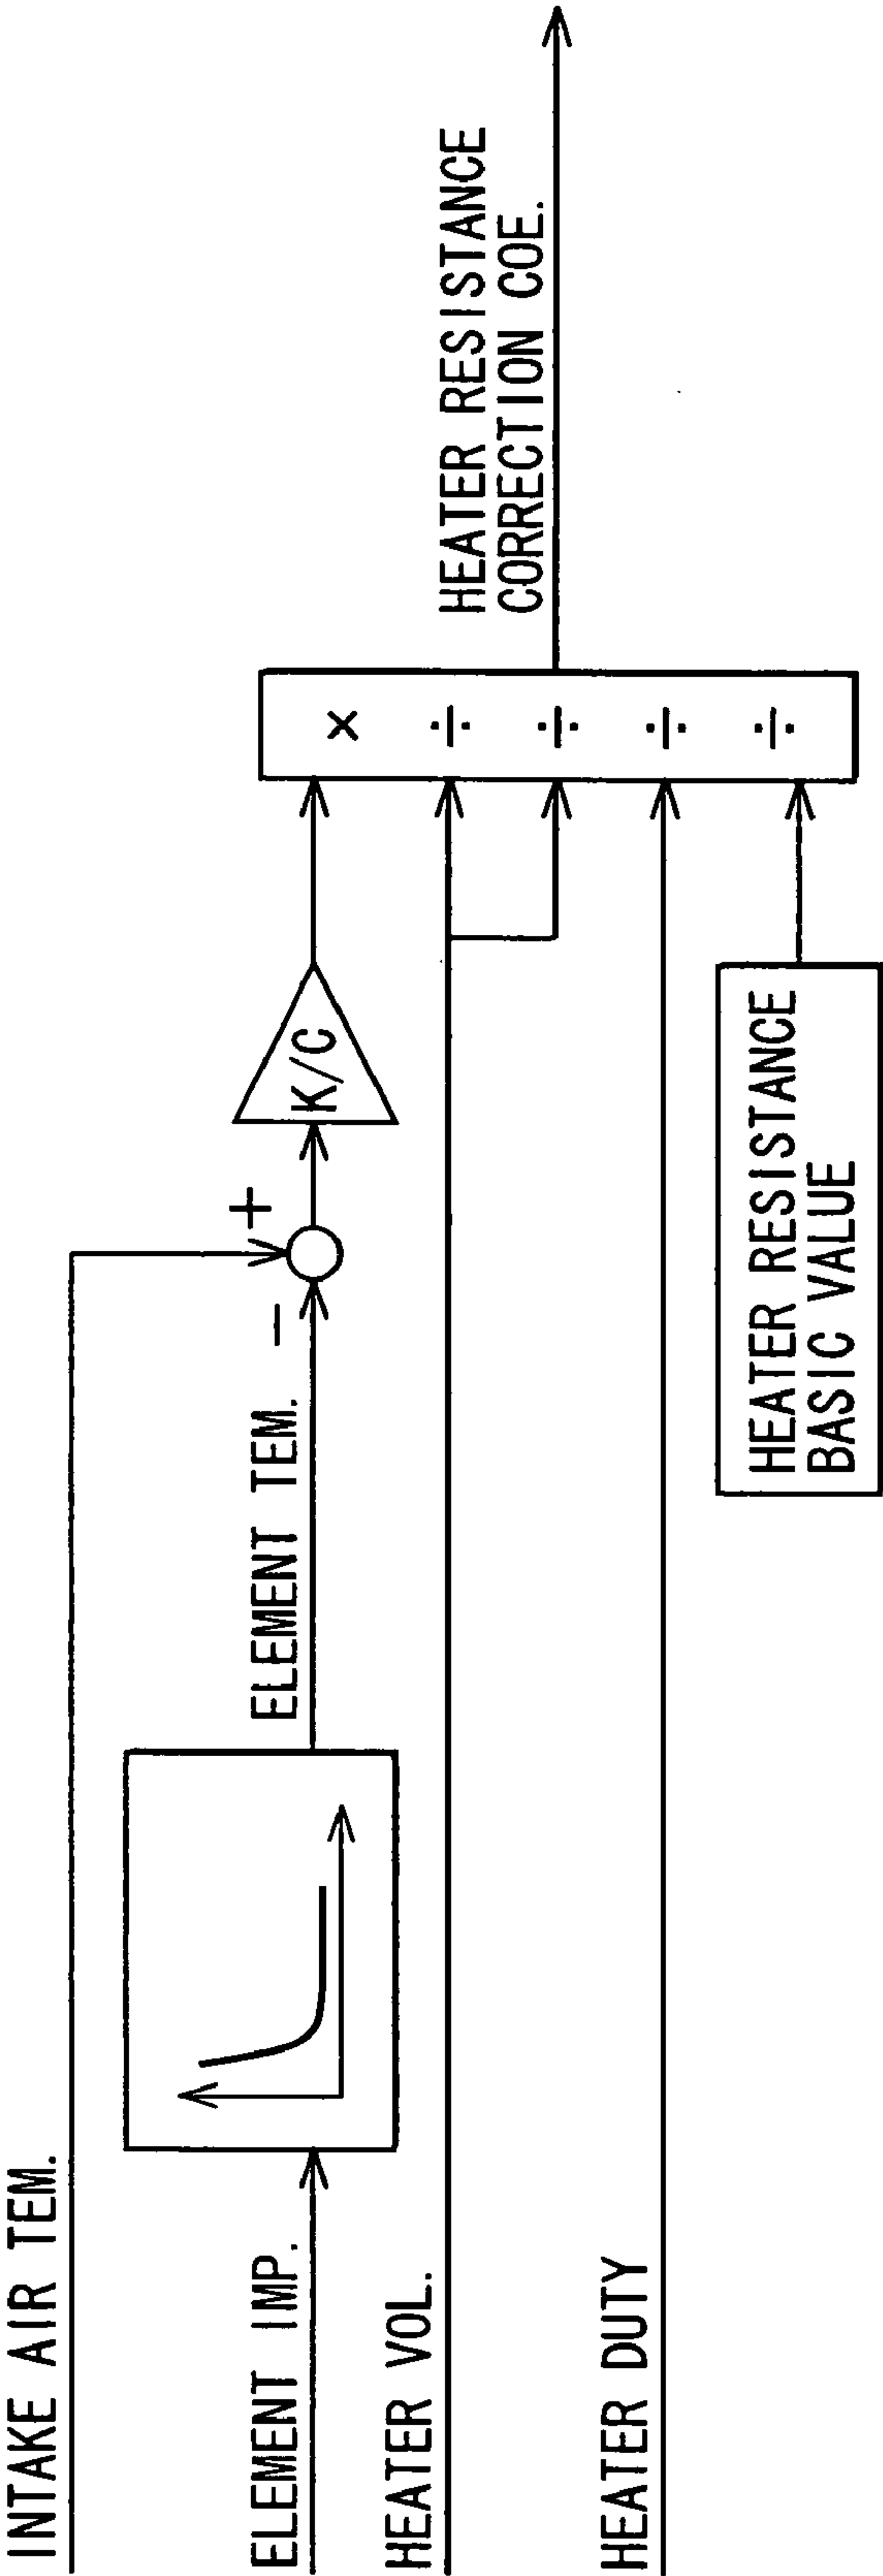 INTAKE AIR TEM.
ELEMENT IMP.
ELEMENT TEM.
-
+
K/C
HEATER VOL.
HEATER DUTY
HEATER RESISTANCE
BASIC VALUE
×
÷
÷
÷
÷
HEATER RESISTANCE
CORRECTION COE.